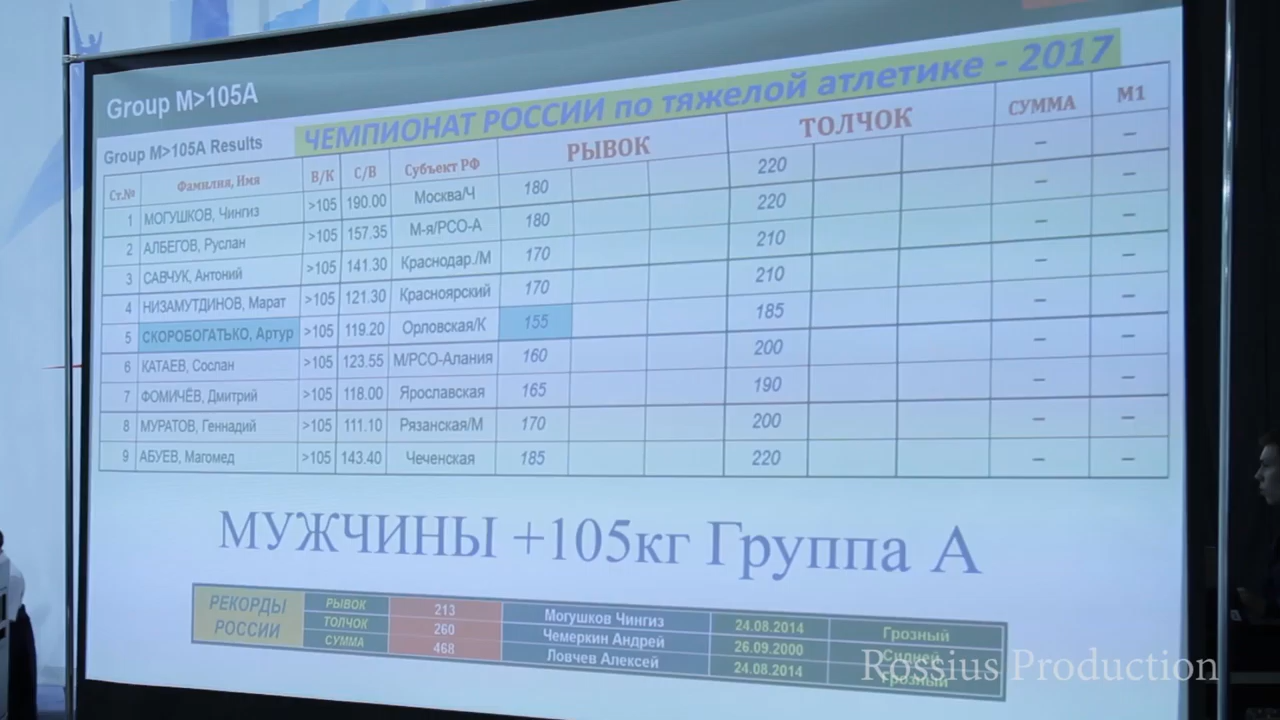 Group M>105A
ЧЕМПИОНАТ РОССИИ по тяжелой атлетике - 2017
Group M>105A Results
Ст.№ Фамилия, Имя В/К С/В Субъект РФ РЫВОК ТОЛЧОК СУММА М1
1 МОГУШКОВ, Чингиз >105 190.00 Москва/Ч 180 220 – –
2 АЛБЕГОВ, Руслан >105 157.35 М-я/РСО-А 180 220 – –
3 САВЧУК, Антоний >105 141.30 Краснодар./М 170 210 – –
4 НИЗАМУТДИНОВ, Марат >105 121.30 Красноярский 170 210 – –
5 СКОРОБОГАТЬКО, Артур >105 119.20 Орловская/К 155 185 – –
6 КАТАЕВ, Сослан >105 123.55 М/РСО-Алания 160 200 – –
7 ФОМИЧЁВ, Дмитрий >105 118.00 Ярославская 165 190 – –
8 МУРАТОВ, Геннадий >105 111.10 Рязанская/М 170 200 – –
9 АБУЕВ, Магомед >105 143.40 Чеченская 185 220 – –
МУЖЧИНЫ +105кг Группа А
РЕКОРДЫ РОССИИ
РЫВОК 213 Могушков Чингиз 24.08.2014 Грозный
ТОЛЧОК 260 Чемеркин Андрей 26.09.2000 Сидней
СУММА 468 Ловчев Алексей 24.08.2014 Грозный
Rossius Production